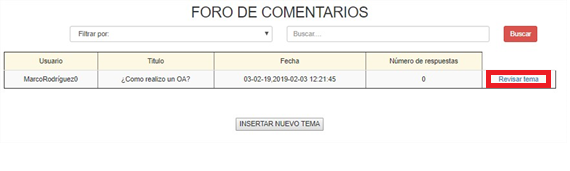 FORO DE COMENTARIOS
Filtrar por: Buscar... Buscar
Usuario Titulo Fecha Número de respuestas
MarcoRodríguez0 ¿Como realizo un OA? 03-02-19,2019-02-03 12:21:45 0 Revisar tema
INSERTAR NUEVO TEMA